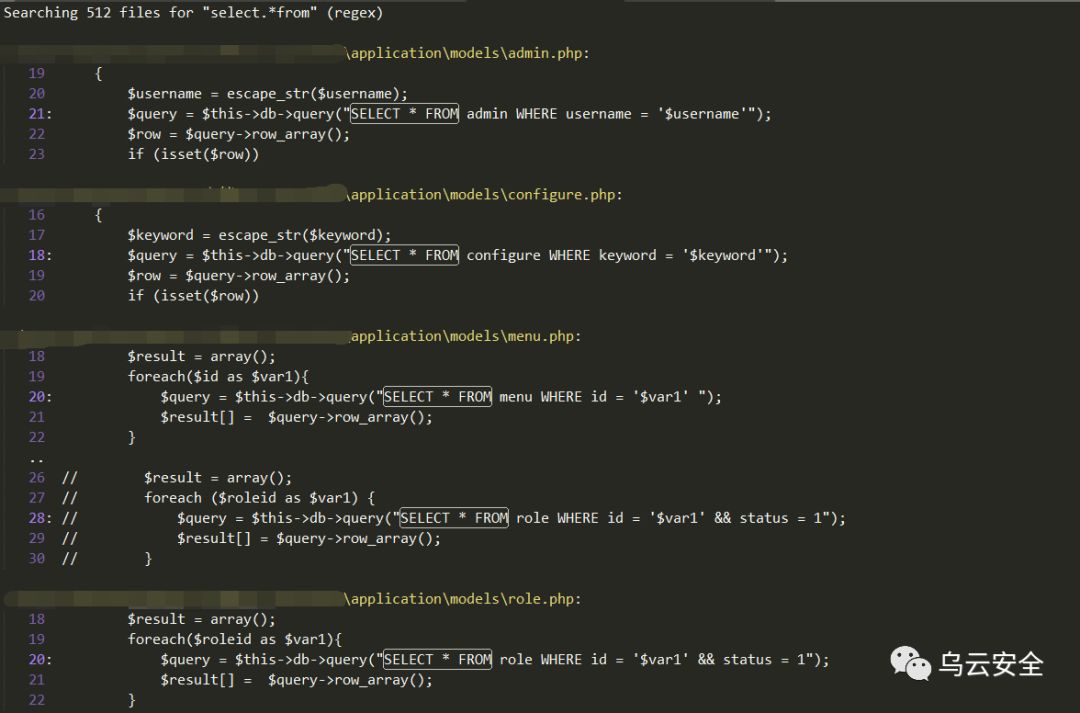 Searching 512 files for "select.*from" (regex)
\application\models\admin.php:
19 {
20 $username = escape_str($username);
21: $query = $this->db->query("SELECT * FROM admin WHERE username = '$username'");
22 $row = $query->row_array();
23 if (isset($row))
\application\models\configure.php:
16 {
17 $keyword = escape_str($keyword);
18: $query = $this->db->query("SELECT * FROM configure WHERE keyword = '$keyword'");
19 $row = $query->row_array();
20 if (isset($row))
application\models\menu.php:
18 $result = array();
19 foreach($id as $var1){
20: $query = $this->db->query("SELECT * FROM menu WHERE id = '$var1' ");
21 $result[] =  $query->row_array();
22 }
..
26 // $result = array();
27 // foreach ($roleid as $var1) {
28: // $query = $this->db->query("SELECT * FROM role WHERE id = '$var1' && status = 1");
29 // $result[] = $query->row_array();
30 // }
\application\models\role.php:
18 $result = array();
19 foreach($roleid as $var1){
20: $query = $this->db->query("SELECT * FROM role WHERE id = '$var1' && status = 1");
21 $result[] =  $query->row_array();
22 }
乌云安全